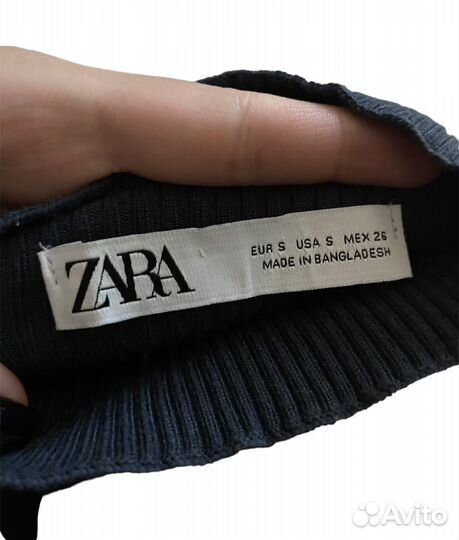 ZARA
EUR S USA S MEX 26
MADE IN BANGLADESH
Avito